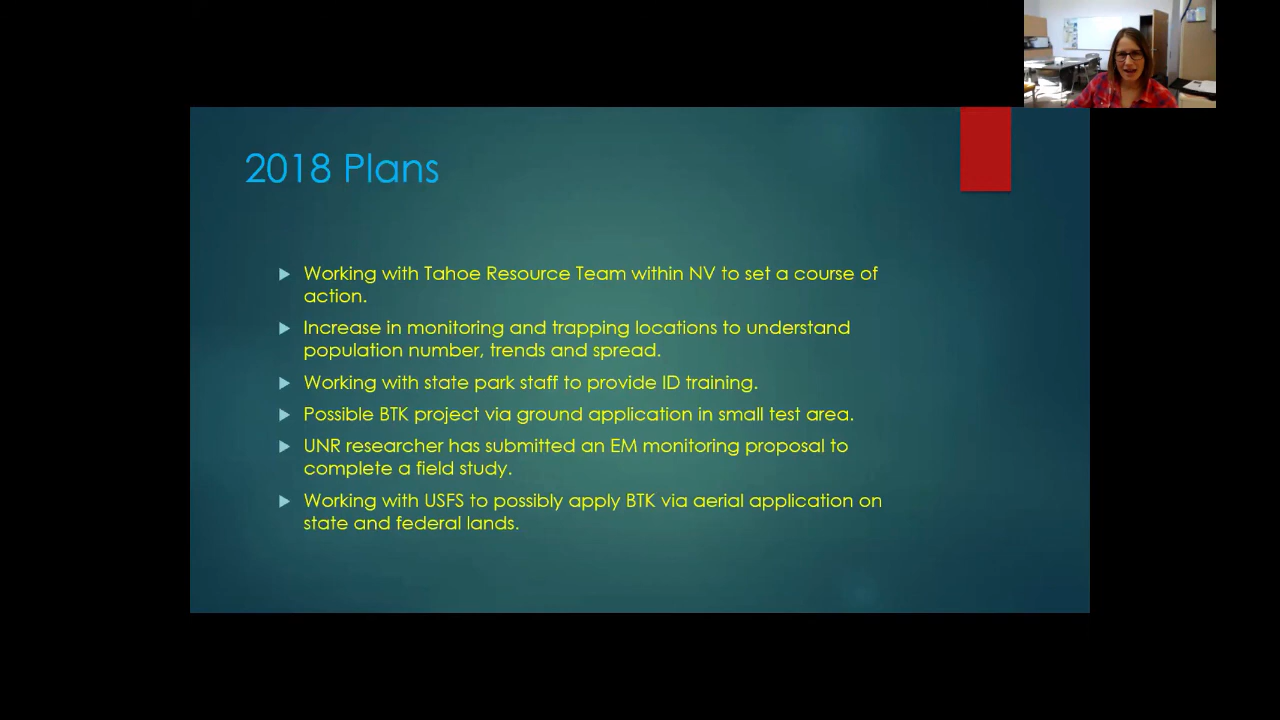 2018 Plans
Working with Tahoe Resource Team within NV to set a course of
action.
Increase in monitoring and trapping locations to understand
population number, trends and spread.
Working with state park staff to provide ID training.
Possible BTK project via ground application in small test area.
UNR researcher has submitted an EM monitoring proposal to
complete a field study.
Working with USFS to possibly apply BTK via aerial application on
state and federal lands.